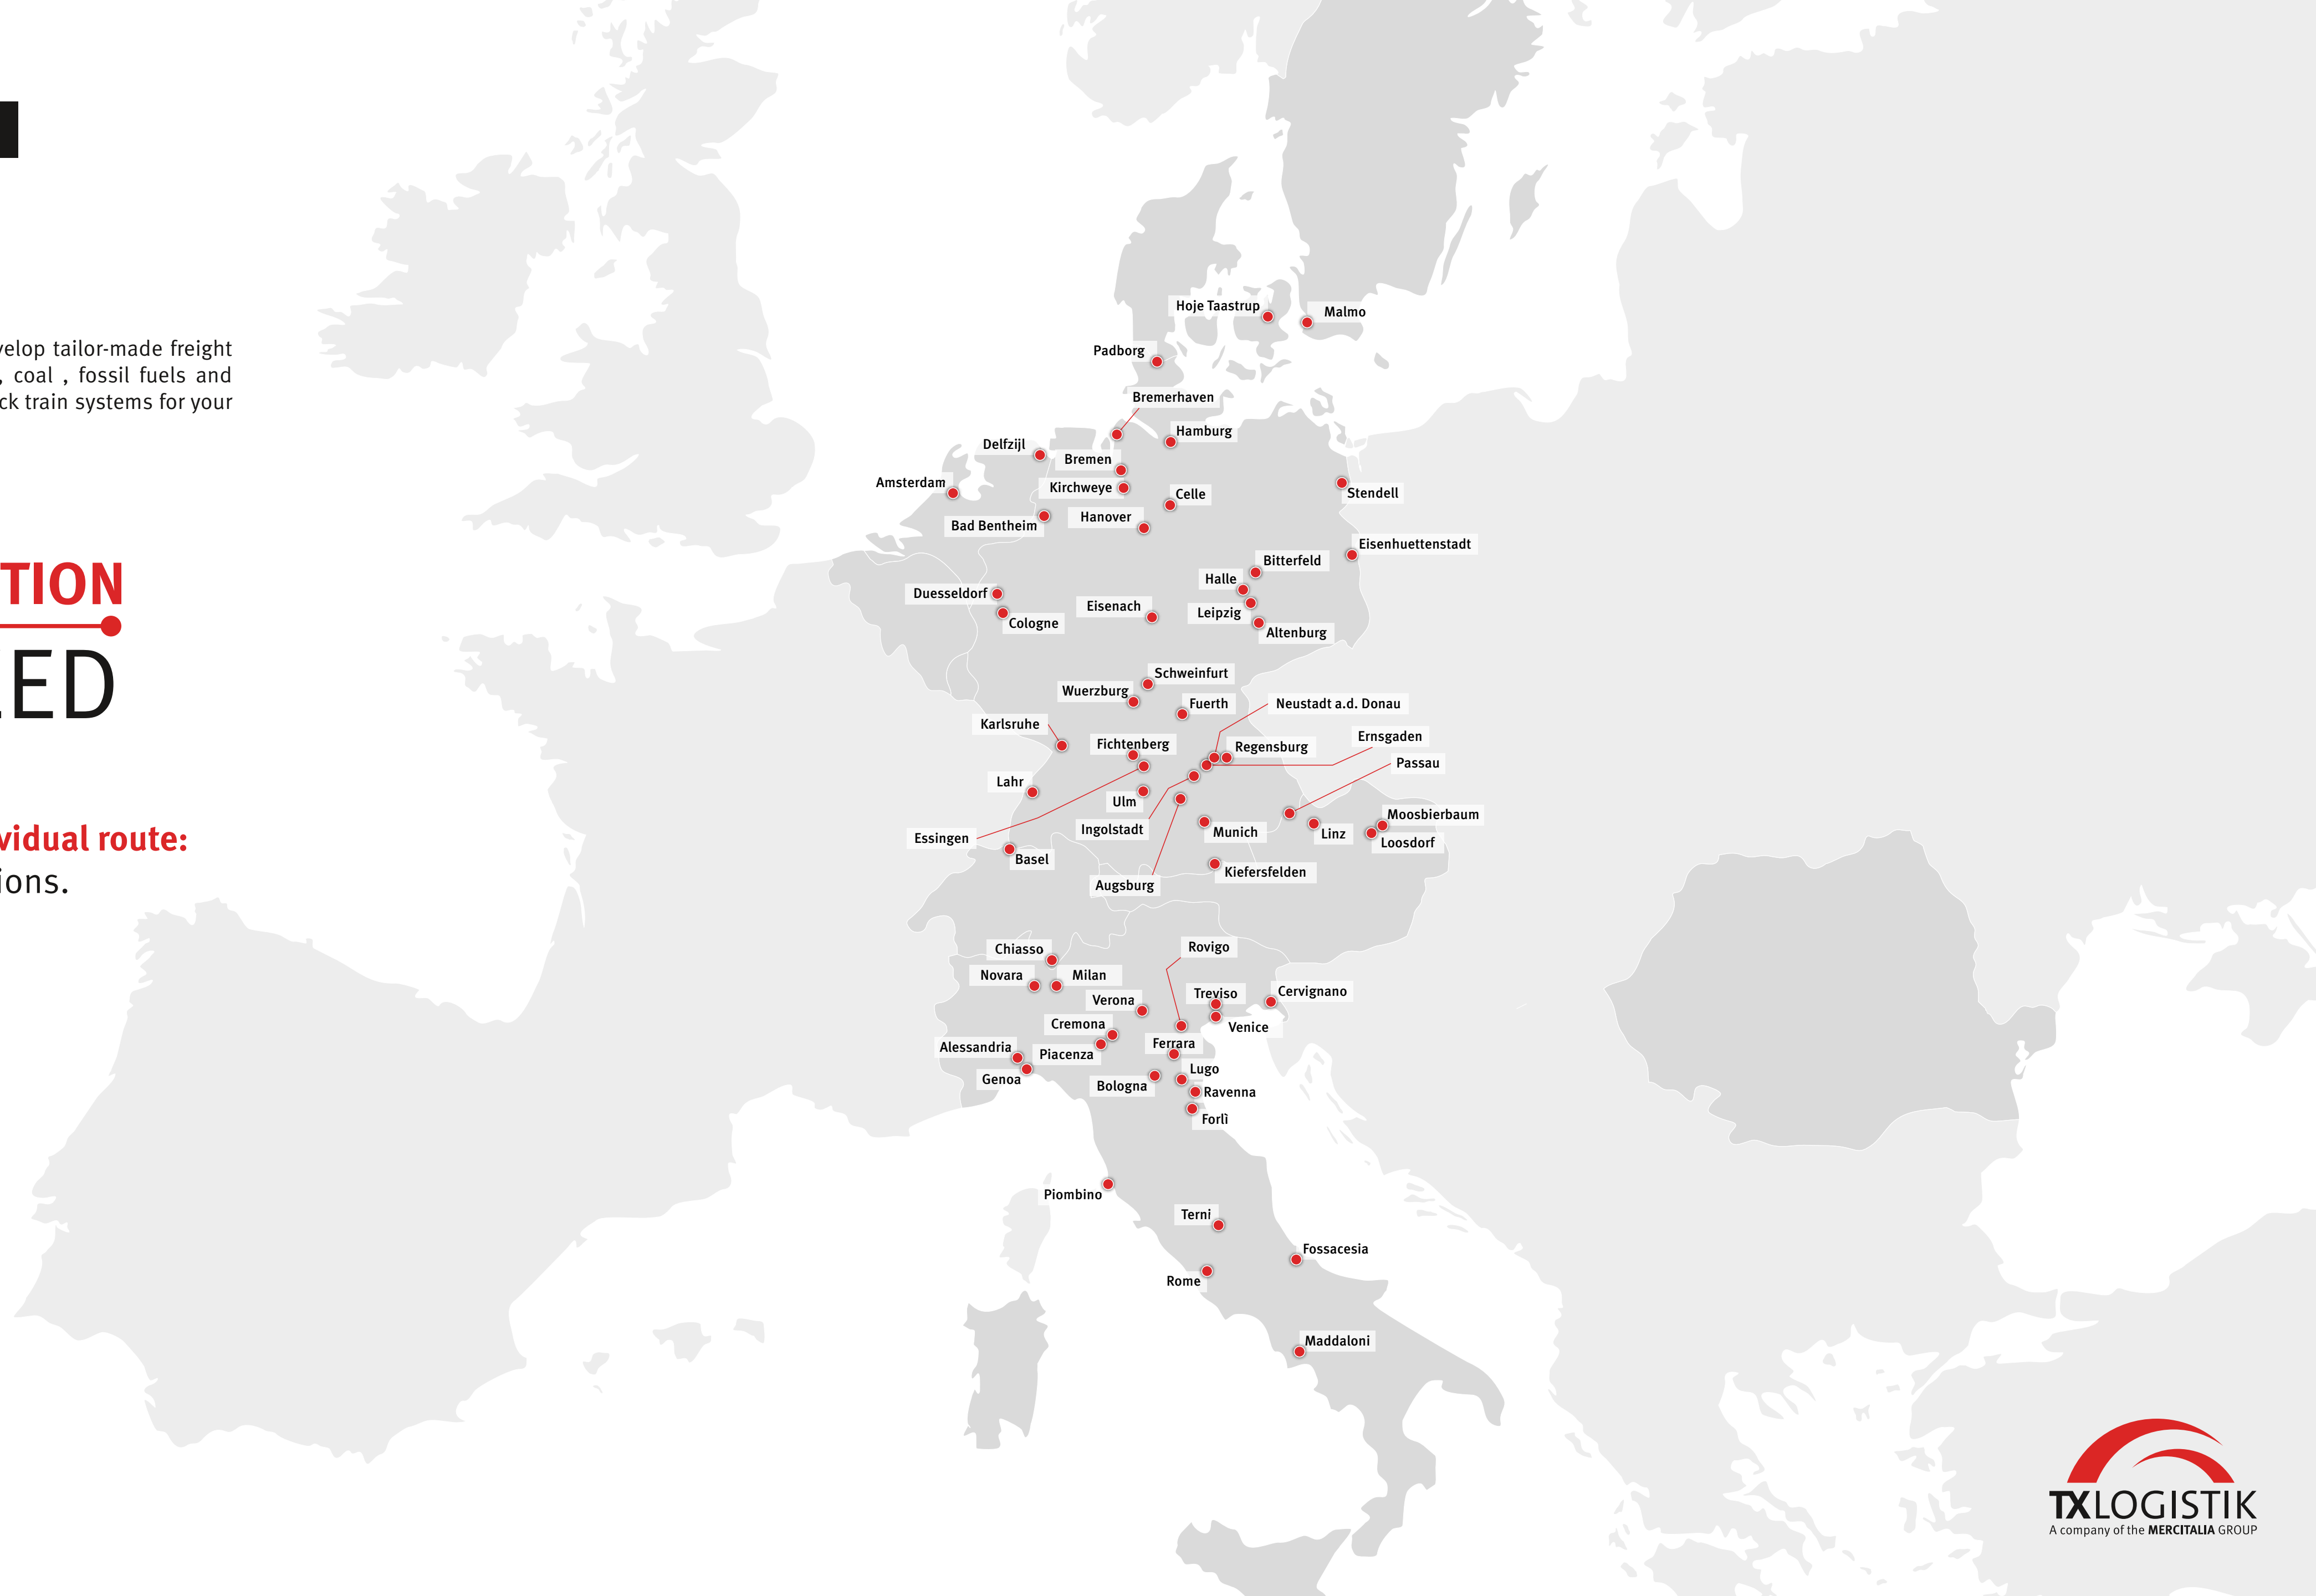 velop tailor-made freight
, coal , fossil fuels and
ck train systems for your
TION
EED
vidual route:
ions.
Hoje Taastrup
Malmo
Padborg
Bremerhaven
Hamburg
Delfzijl
Bremen
Amsterdam
Kirchweye
Celle
Stendell
Bad Bentheim
Hanover
Eisenhuettenstadt
Bitterfeld
Halle
Duesseldorf
Eisenach
Leipzig
Cologne
Altenburg
Schweinfurt
Wuerzburg
Fuerth
Neustadt a.d. Donau
Karlsruhe
Ernsgaden
Fichtenberg
Regensburg
Passau
Lahr
Ulm
Moosbierbaum
Ingolstadt
Munich
Linz
Essingen
Loosdorf
Basel
Kiefersfelden
Augsburg
Chiasso
Rovigo
Novara
Milan
Treviso
Cervignano
Verona
Cremona
Venice
Alessandria
Piacenza
Ferrara
Genoa
Lugo
Bologna
Ravenna
Forlì
Piombino
Terni
Fossacesia
Rome
Maddaloni
TXLOGISTIK
A company of the MERCITALIA GROUP